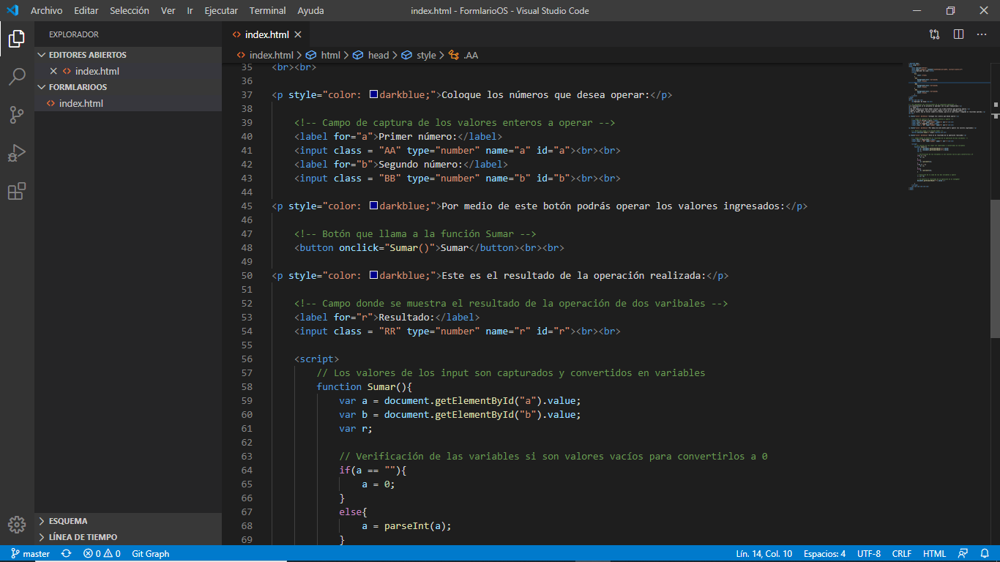 Archivo Editar Selección Ver Ir Ejecutar Terminal Ayuda index.html - FormlarioOS - Visual Studio Code
EXPLORADOR
EDITORES ABIERTOS
index.html
FORMLARIOOS
index.html
ESQUEMA
LÍNEA DE TIEMPO
index.html
index.html > html > head > style > .AA
35 <br><br>
36
37 <p style="color: darkblue;">Coloque los números que desea operar:</p>
38
39 <!-- Campo de captura de los valores enteros a operar -->
40 <label for="a">Primer número:</label>
41 <input class = "AA" type="number" name="a" id="a"><br><br>
42 <label for="b">Segundo número:</label>
43 <input class = "BB" type="number" name="b" id="b"><br><br>
44
45 <p style="color: darkblue;">Por medio de este botón podrás operar los valores ingresados:</p>
46
47 <!-- Botón que llama a la función Sumar -->
48 <button onclick="Sumar()">Sumar</button><br><br>
49
50 <p style="color: darkblue;">Este es el resultado de la operación realizada:</p>
51
52 <!-- Campo donde se muestra el resultado de la operación de dos varibales -->
53 <label for="r">Resultado:</label>
54 <input class = "RR" type="number" name="r" id="r"><br><br>
55
56 <script>
57 // Los valores de los input son capturados y convertidos en variables
58 function Sumar(){
59 var a = document.getElementById("a").value;
60 var b = document.getElementById("b").value;
61 var r;
62
63 // Verificación de las variables si son valores vacíos para convertirlos a 0
64 if(a == ""){
65 a = 0;
66 }
67 else{
68 a = parseInt(a);
69 }
master 0 0 Git Graph Lín. 14, Col. 10 Espacios: 4 UTF-8 CRLF HTML